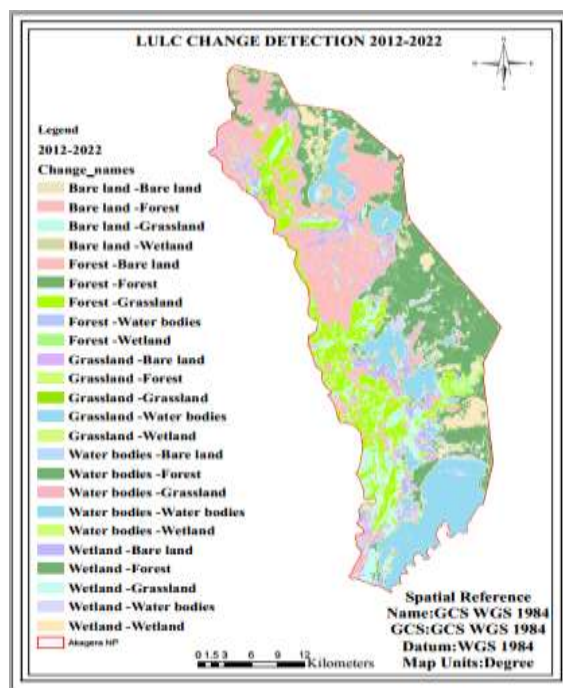 LULC CHANGE DETECTION 2012-2022
Legend
2012-2022
Change_names
Bare land -Bare land
Bare land -Forest
Bare land -Grassland
Bare land -Wetland
Forest -Bare land
Forest -Forest
Forest -Grassland
Forest -Water bodies
Forest -Wetland
Grassland -Bare land
Grassland -Forest
Grassland -Grassland
Grassland -Water bodies
Grassland -Wetland
Water bodies -Bare land
Water bodies -Forest
Water bodies -Grassland
Water bodies -Water bodies
Water bodies -Wetland
Wetland -Bare land
Wetland -Forest
Wetland -Grassland
Wetland -Water bodies
Wetland -Wetland
Akagera NP
0 1.5 3 6 9 12
Kilometers
Spatial Reference
Name:GCS WGS 1984
GCS:GCS WGS 1984
Datum:WGS 1984
Map Units:Degree